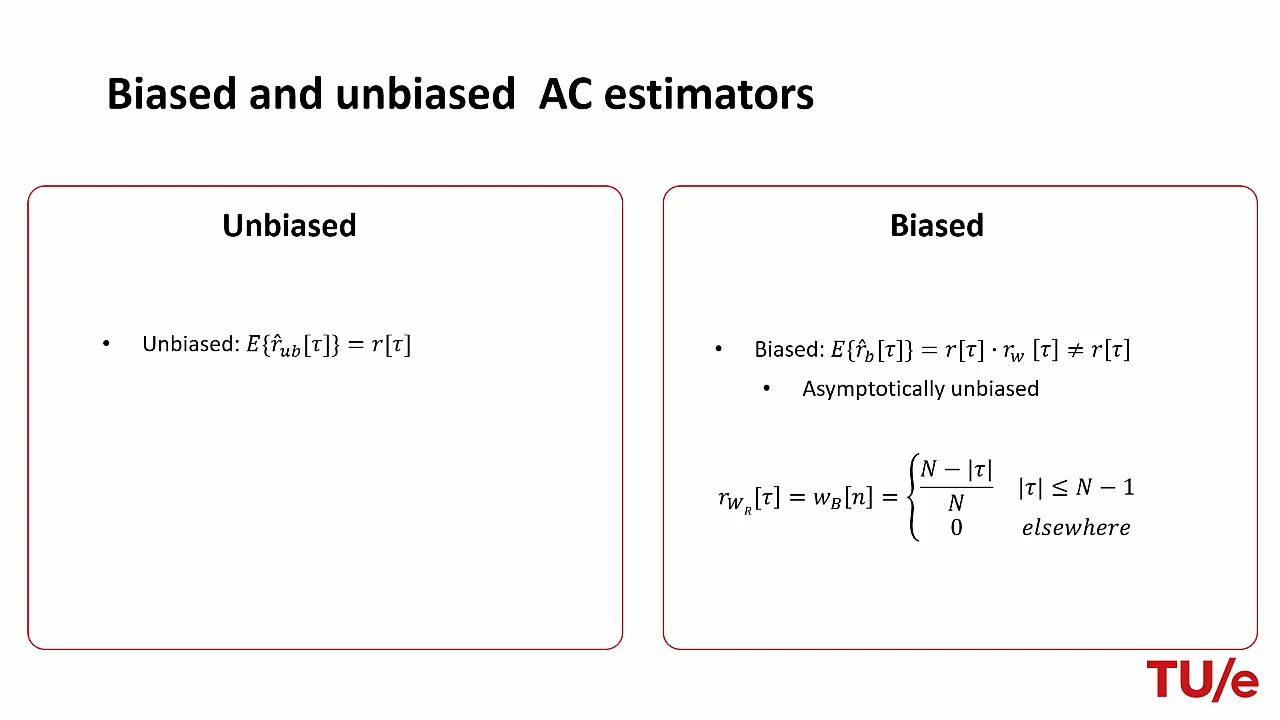 Biased and unbiased AC estimators
Unbiased
• Unbiased: E{r̂_ub[τ]} = r[τ]
Biased
• Biased: E{r̂_b[τ]} = r[τ] · r_w [τ] ≠ r[τ]
• Asymptotically unbiased
r_{W_R}[τ] = w_B[n] = { (N − |τ|)/N |τ| ≤ N − 1
0 elsewhere
TU/e